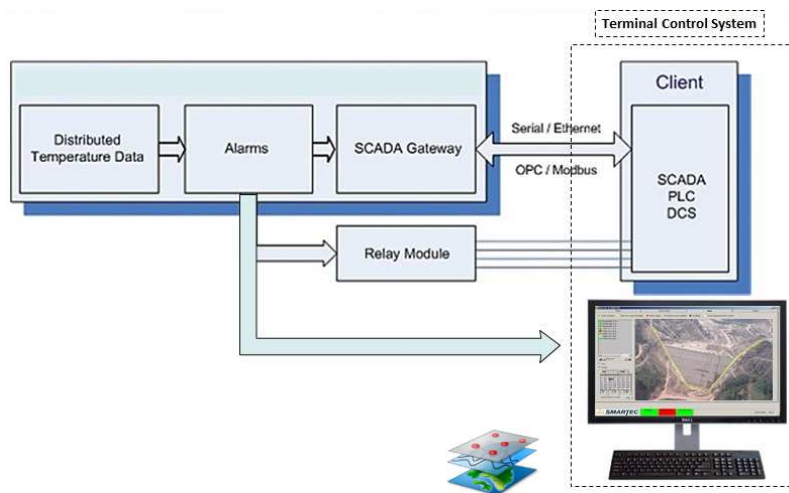 Terminal Control System
Client
Distributed
Temperature Data
Alarms
SCADA Gateway
Serial / Ethernet
OPC / Modbus
SCADA
PLC
DCS
Relay Module
SMARTEC
DELL